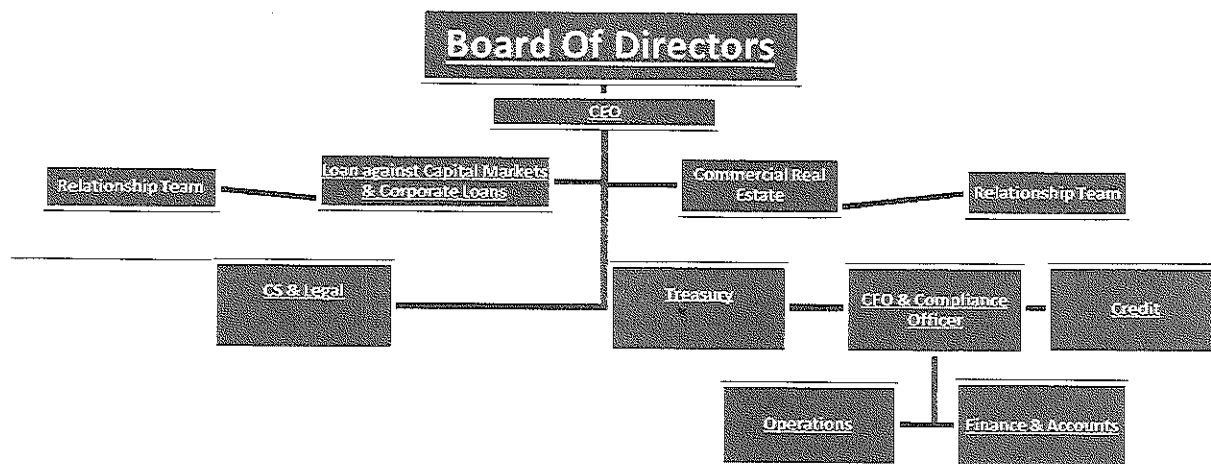 Board Of Directors
CEO
Relationship Team
Loan against Capital Markets
& Corporate Loans
Commercial Real
Estate
Relationship Team
CS & Legal
Treasury
CFO & Compliance
Officer
Credit
Operations
Finance & Accounts